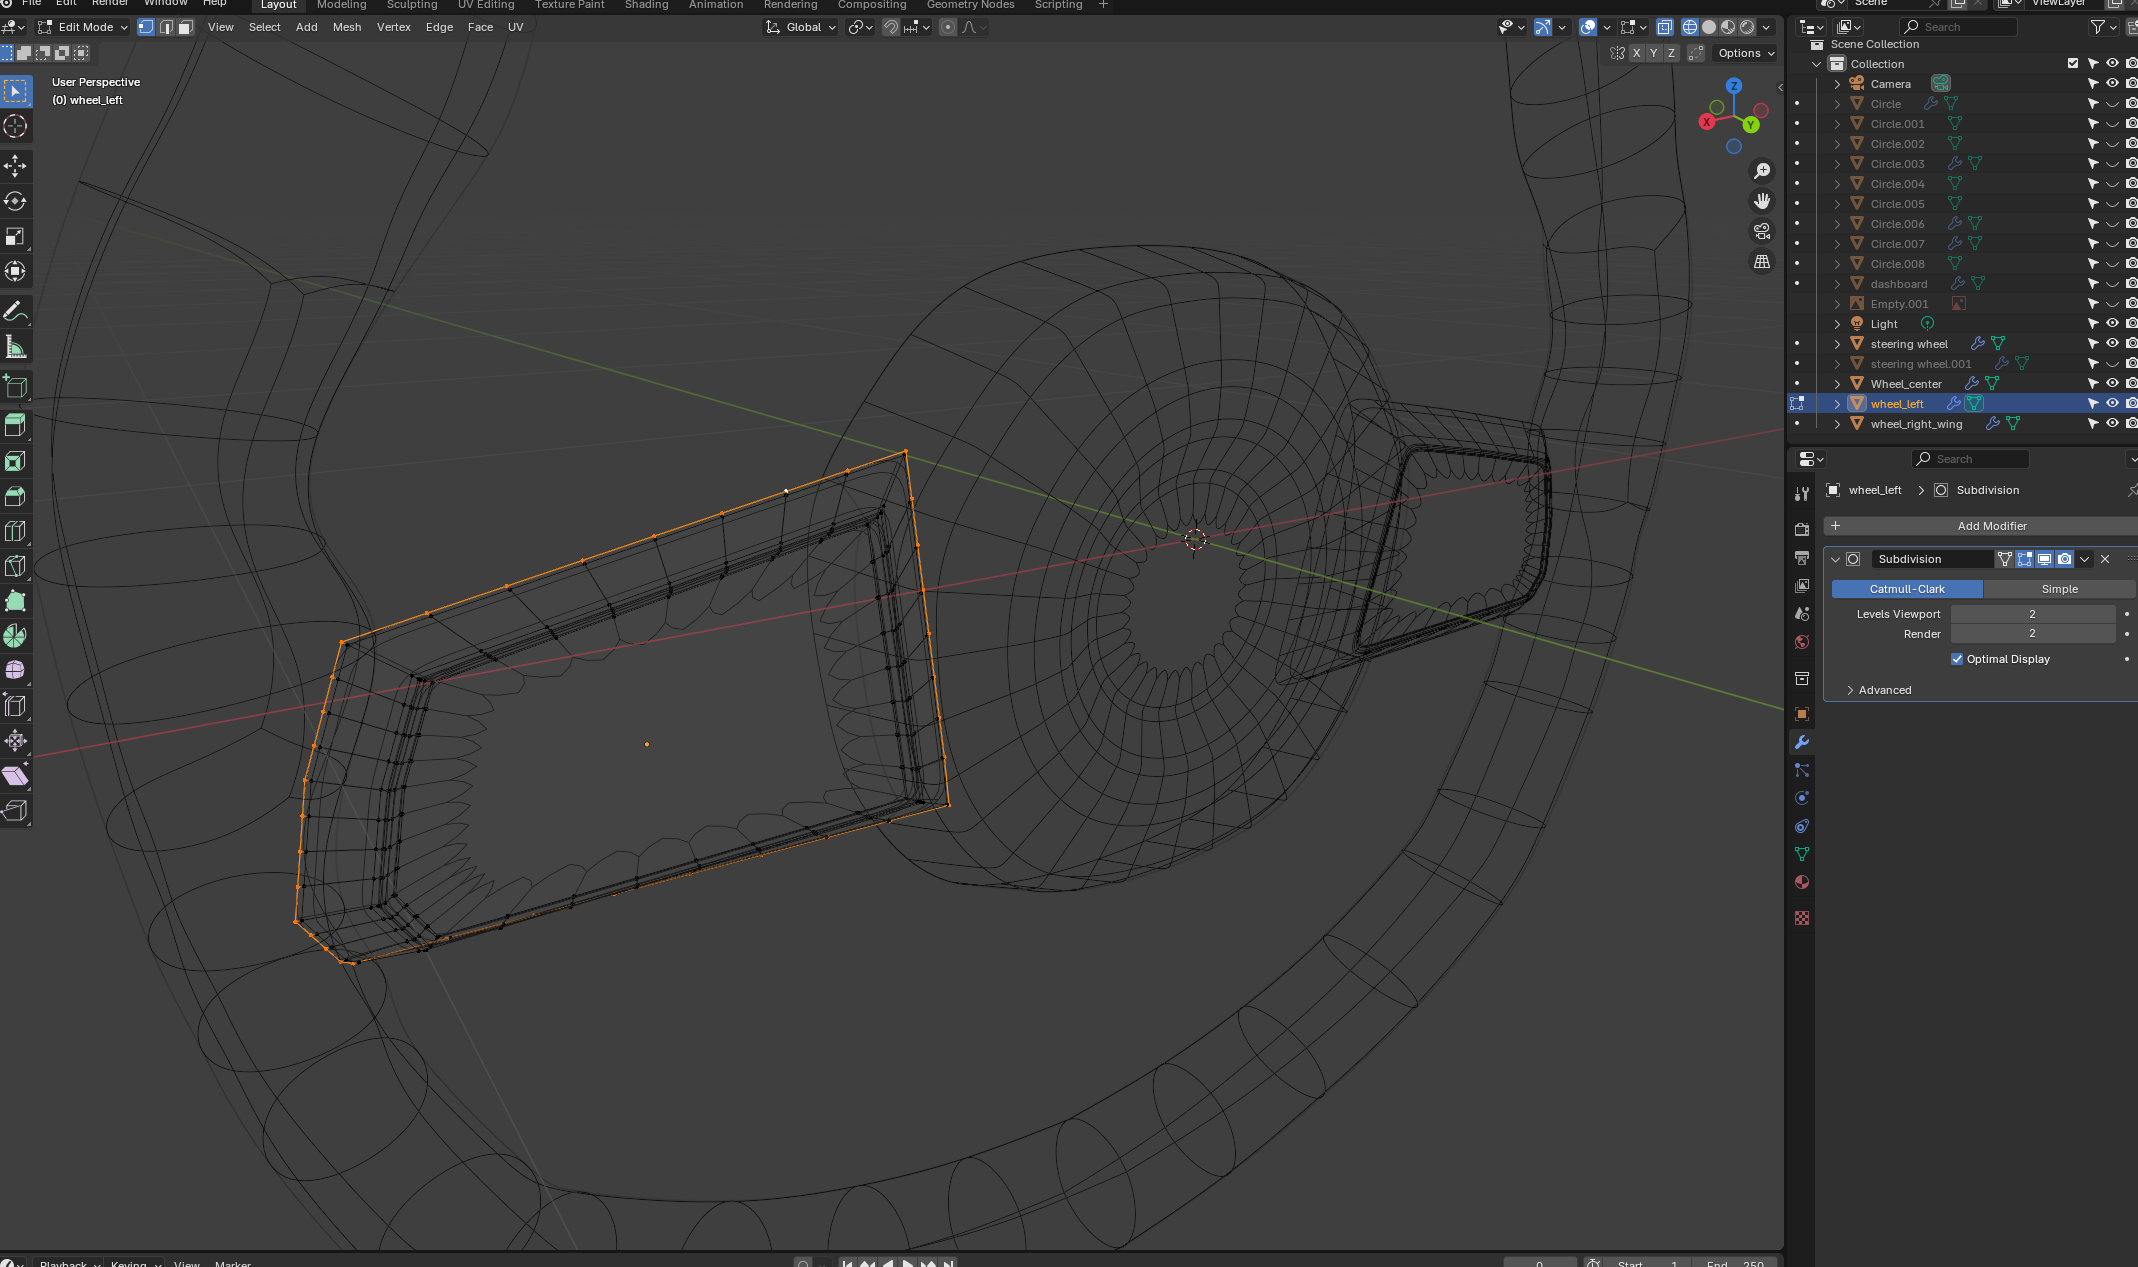 File Edit Render Window Help Layout Modeling Sculpting UV Editing Texture Paint Shading Animation Rendering Compositing Geometry Nodes Scripting + Scene ViewLayer
Edit Mode View Select Add Mesh Vertex Edge Face UV Global Search
X Y Z Options
User Perspective
(0) wheel_left
Z
X
Y
Scene Collection
Collection
Camera
Circle
Circle.001
Circle.002
Circle.003
Circle.004
Circle.005
Circle.006
Circle.007
Circle.008
dashboard
Empty.001
Light
steering wheel
steering wheel.001
Wheel_center
wheel_left
wheel_right_wing
Search
wheel_left > Subdivision
+ Add Modifier
Subdivision
Catmull-Clark Simple
Levels Viewport 2
Render 2
Optimal Display
Advanced
Playback Keying View Marker 0 Start 1 End 250